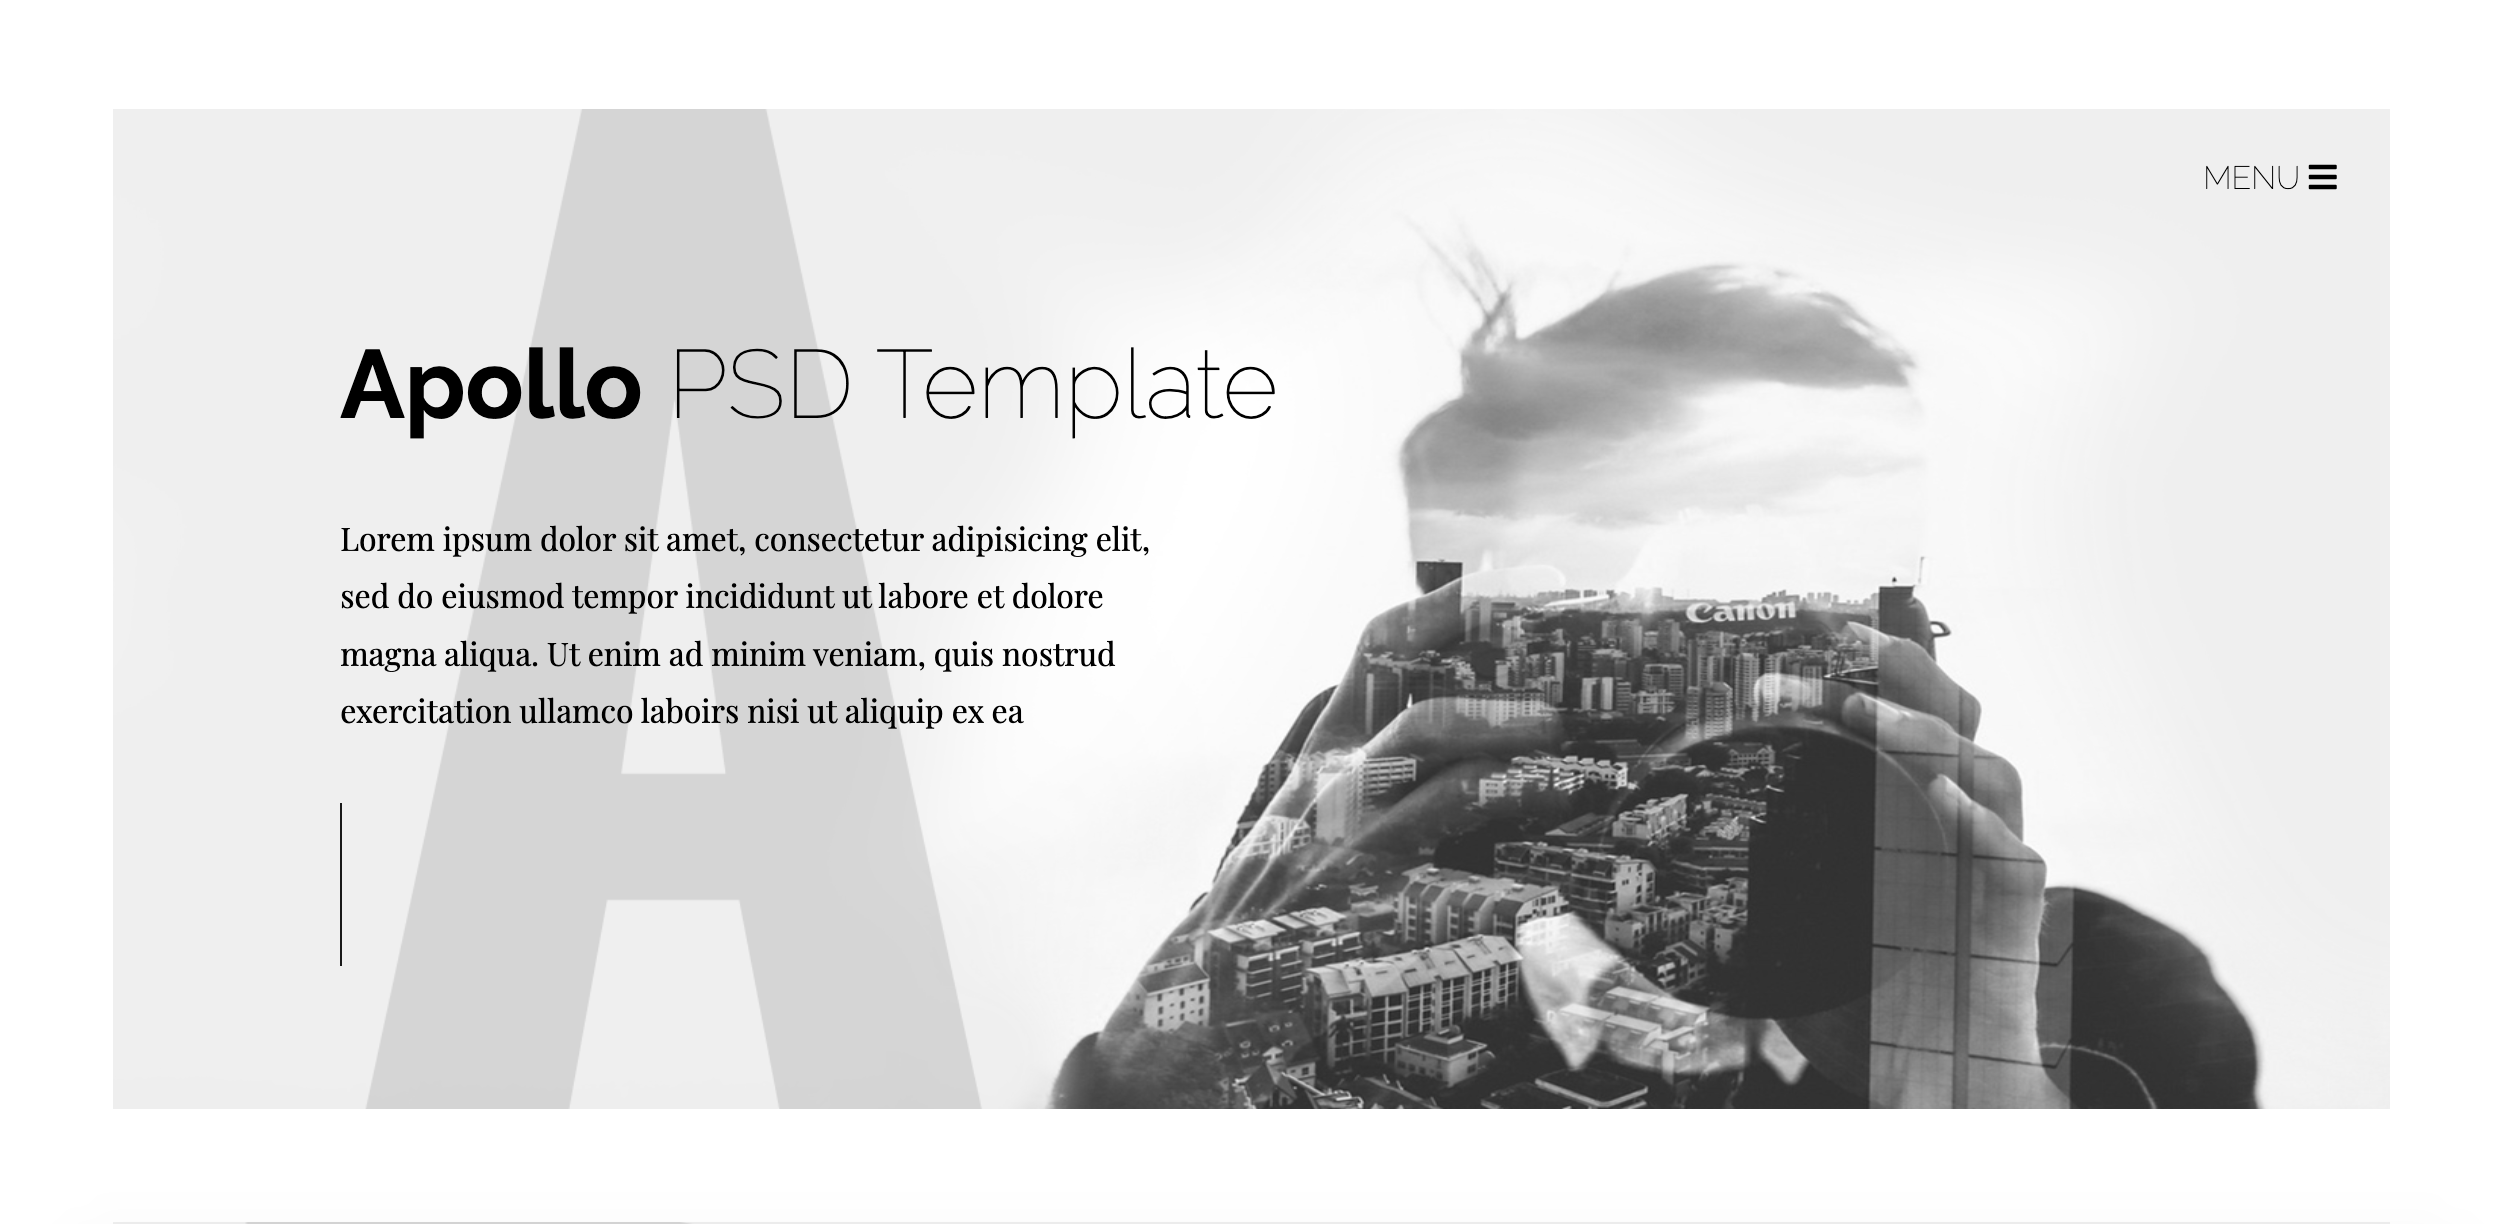 MENU
Apollo PSD Template
Lorem ipsum dolor sit amet, consectetur adipisicing elit,
sed do eiusmod tempor incididunt ut labore et dolore
magna aliqua. Ut enim ad minim veniam, quis nostrud
exercitation ullamco laboirs nisi ut aliquip ex ea
A
Canon